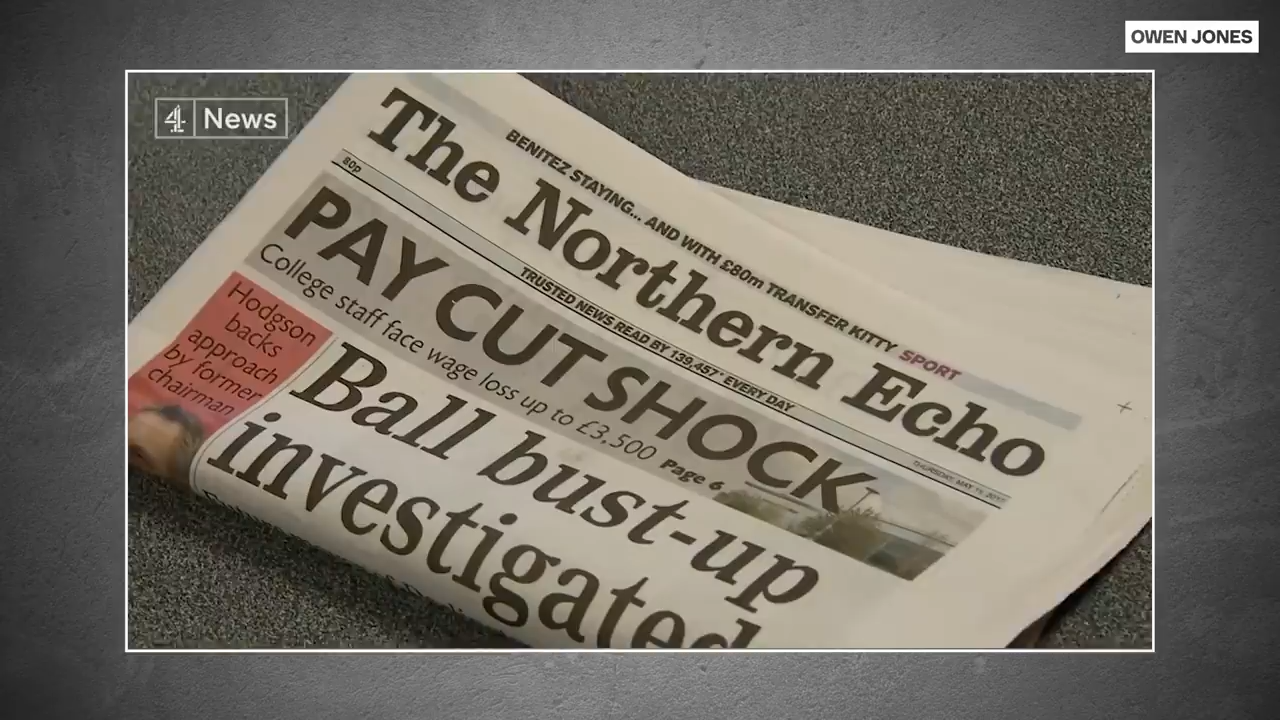 OWEN JONES
4 News
BENITEZ STAYING... AND WITH £80m TRANSFER KITTY SPORT
The Northern Echo
80p
TRUSTED NEWS READ BY 139,457* EVERY DAY
PAY CUT SHOCK
College staff face wage loss up to £3,500 Page 6
Hodgson
backs
approach
by former
chairman
Ball bust-up
investigated